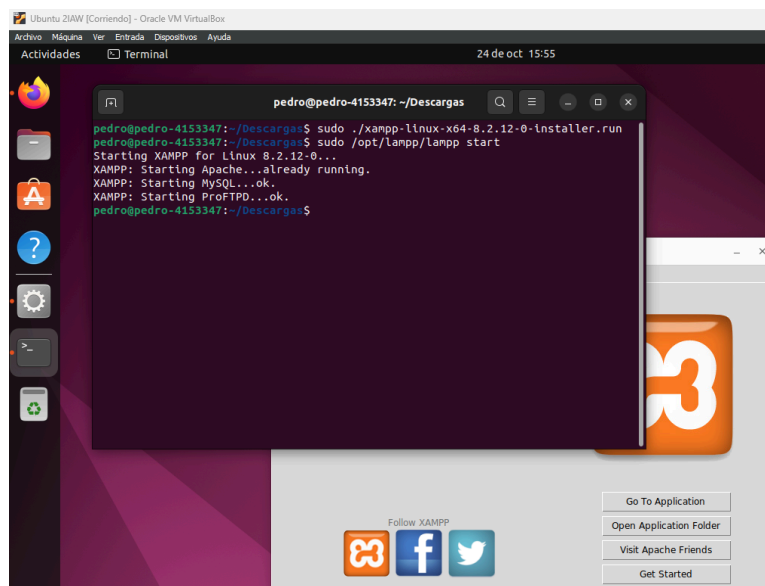 Ubuntu 2IAW [Corriendo] - Oracle VM VirtualBox
Archivo Máquina Ver Entrada Dispositivos Ayuda
Actividades Terminal 24 de oct 15:55
pedro@pedro-4153347: ~/Descargas
pedro@pedro-4153347:~/Descargas$ sudo ./xampp-linux-x64-8.2.12-0-installer.run
pedro@pedro-4153347:~/Descargas$ sudo /opt/lampp/lampp start
Starting XAMPP for Linux 8.2.12-0...
XAMPP: Starting Apache...already running.
XAMPP: Starting MySQL...ok.
XAMPP: Starting ProFTPD...ok.
pedro@pedro-4153347:~/Descargas$
Go To Application
Follow XAMPP
Open Application Folder
Visit Apache Friends
Get Started